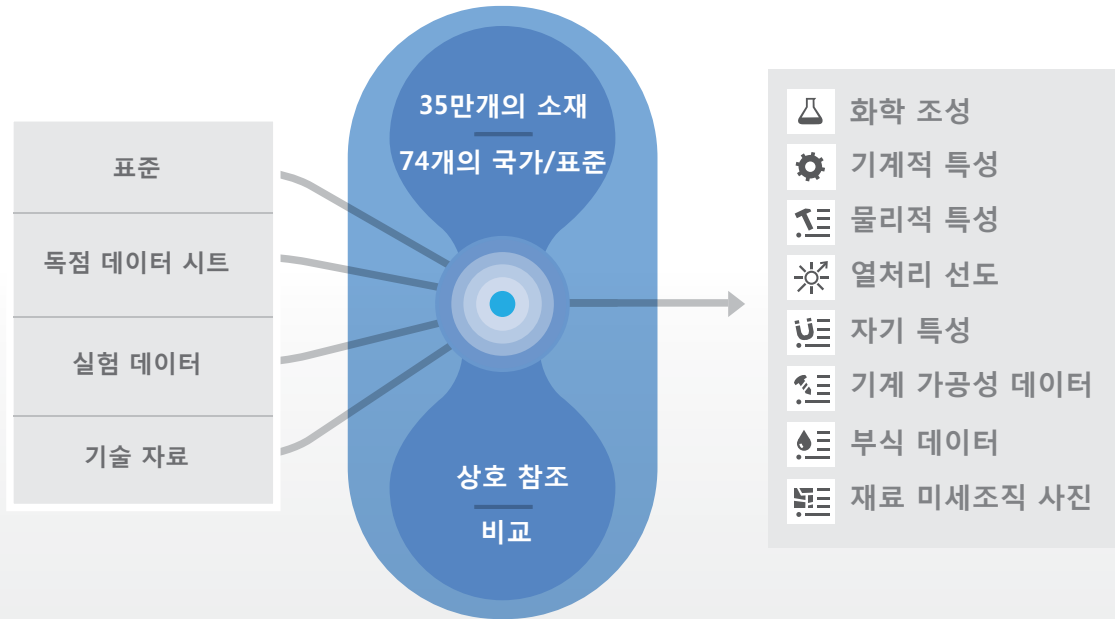 표준
독점 데이터 시트
실험 데이터
기술 자료
35만개의 소재
74개의 국가/표준
상호 참조
비교
화학 조성
기계적 특성
물리적 특성
열처리 선도
자기 특성
기계 가공성 데이터
부식 데이터
재료 미세조직 사진